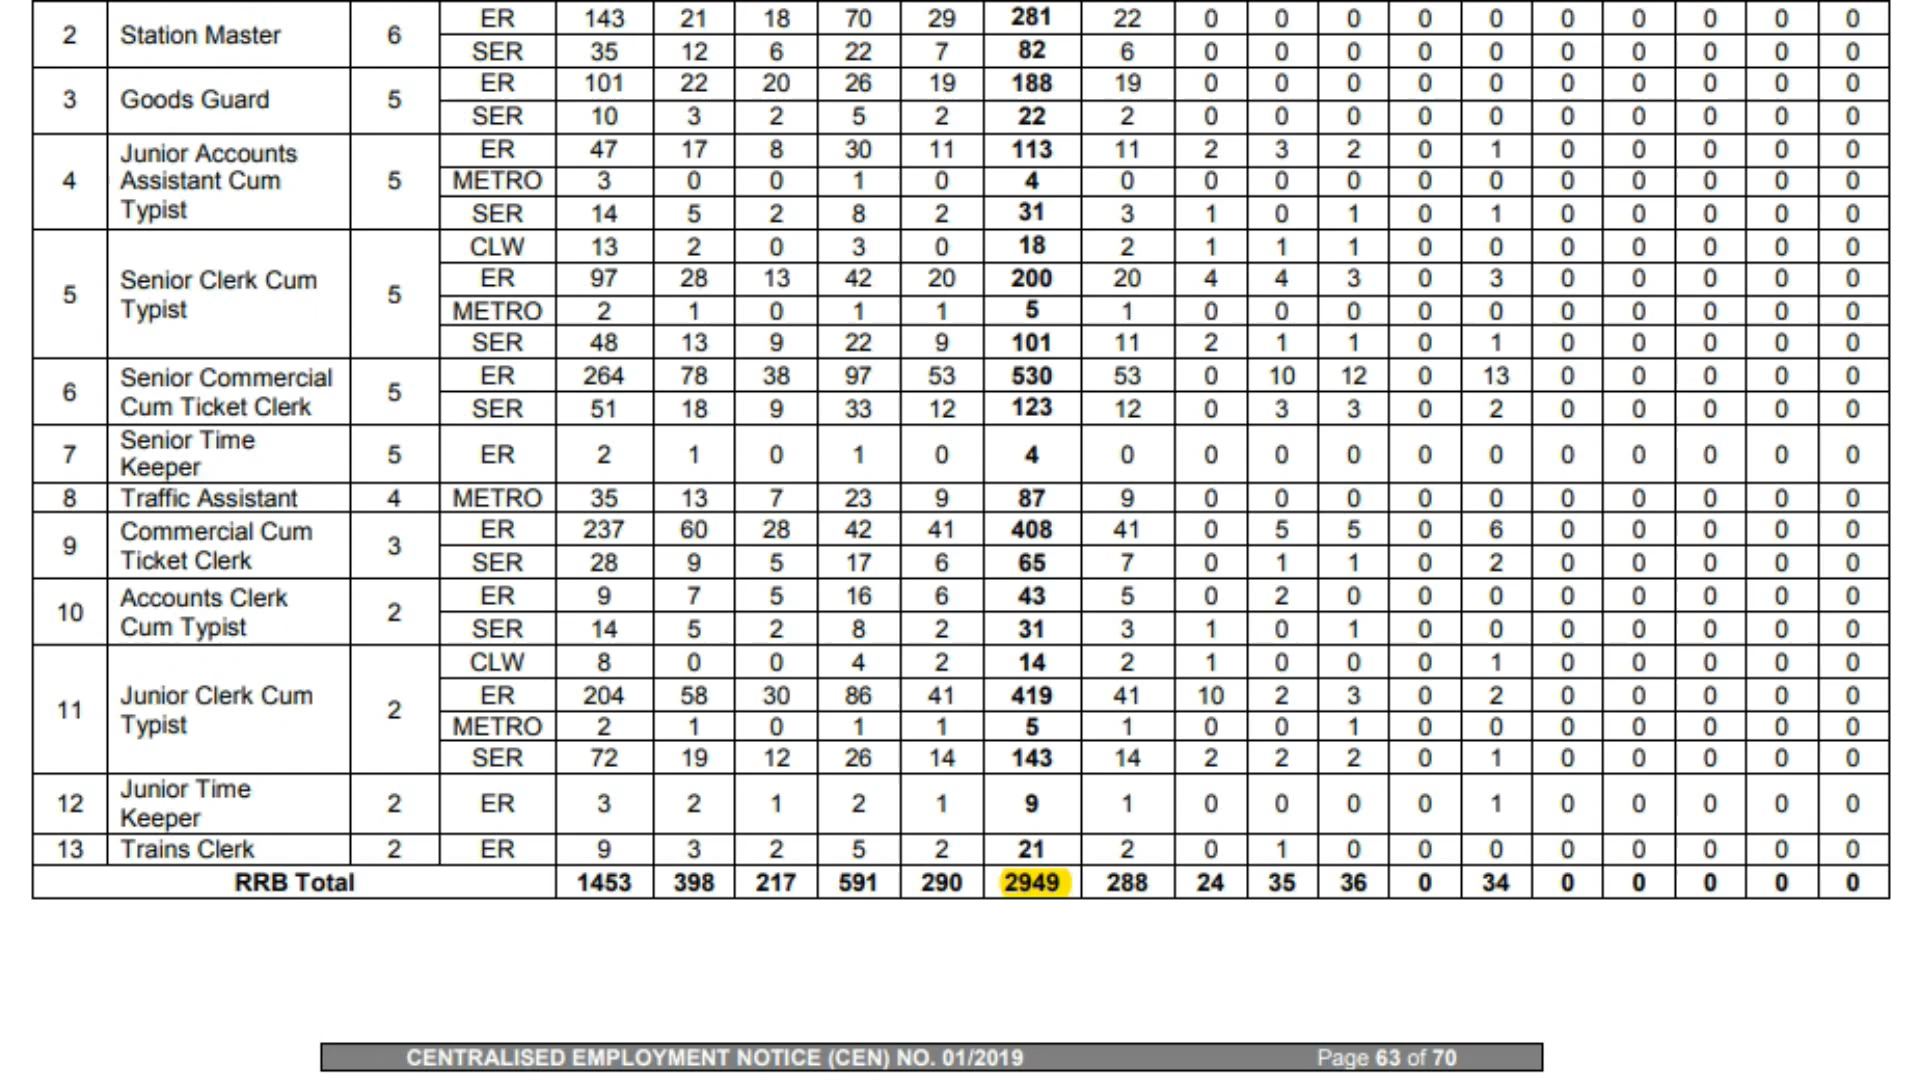 2 Station Master 6 ER 143 21 18 70 29 281 22 0 0 0 0 0 0 0 0 0 0
SER 35 12 6 22 7 82 6 0 0 0 0 0 0 0 0 0 0
3 Goods Guard 5 ER 101 22 20 26 19 188 19 0 0 0 0 0 0 0 0 0 0
SER 10 3 2 5 2 22 2 0 0 0 0 0 0 0 0 0 0
4 Junior Accounts Assistant Cum Typist 5 ER 47 17 8 30 11 113 11 2 3 2 0 1 0 0 0 0 0
METRO 3 0 0 1 0 4 0 0 0 0 0 0 0 0 0 0 0
SER 14 5 2 8 2 31 3 1 0 1 0 1 0 0 0 0 0
5 Senior Clerk Cum Typist 5 CLW 13 2 0 3 0 18 2 1 1 1 0 0 0 0 0 0 0
ER 97 28 13 42 20 200 20 4 4 3 0 3 0 0 0 0 0
METRO 2 1 0 1 1 5 1 0 0 0 0 0 0 0 0 0 0
SER 48 13 9 22 9 101 11 2 1 1 0 1 0 0 0 0 0
6 Senior Commercial Cum Ticket Clerk 5 ER 264 78 38 97 53 530 53 0 10 12 0 13 0 0 0 0 0
SER 51 18 9 33 12 123 12 0 3 3 0 2 0 0 0 0 0
7 Senior Time Keeper 5 ER 2 1 0 1 0 4 0 0 0 0 0 0 0 0 0 0 0
8 Traffic Assistant 4 METRO 35 13 7 23 9 87 9 0 0 0 0 0 0 0 0 0 0
9 Commercial Cum Ticket Clerk 3 ER 237 60 28 42 41 408 41 0 5 5 0 6 0 0 0 0 0
SER 28 9 5 17 6 65 7 0 1 1 0 2 0 0 0 0 0
10 Accounts Clerk Cum Typist 2 ER 9 7 5 16 6 43 5 0 2 0 0 0 0 0 0 0 0
SER 14 5 2 8 2 31 3 1 0 1 0 0 0 0 0 0 0
11 Junior Clerk Cum Typist 2 CLW 8 0 0 4 2 14 2 1 0 0 0 1 0 0 0 0 0
ER 204 58 30 86 41 419 41 10 2 3 0 2 0 0 0 0 0
METRO 2 1 0 1 1 5 1 0 0 1 0 0 0 0 0 0 0
SER 72 19 12 26 14 143 14 2 2 2 0 1 0 0 0 0 0
12 Junior Time Keeper 2 ER 3 2 1 2 1 9 1 0 0 0 0 1 0 0 0 0 0
13 Trains Clerk 2 ER 9 3 2 5 2 21 2 0 1 0 0 0 0 0 0 0 0
RRB Total 1453 398 217 591 290 2949 288 24 35 36 0 34 0 0 0 0 0
CENTRALISED EMPLOYMENT NOTICE (CEN) NO. 01/2019 Page 63 of 70